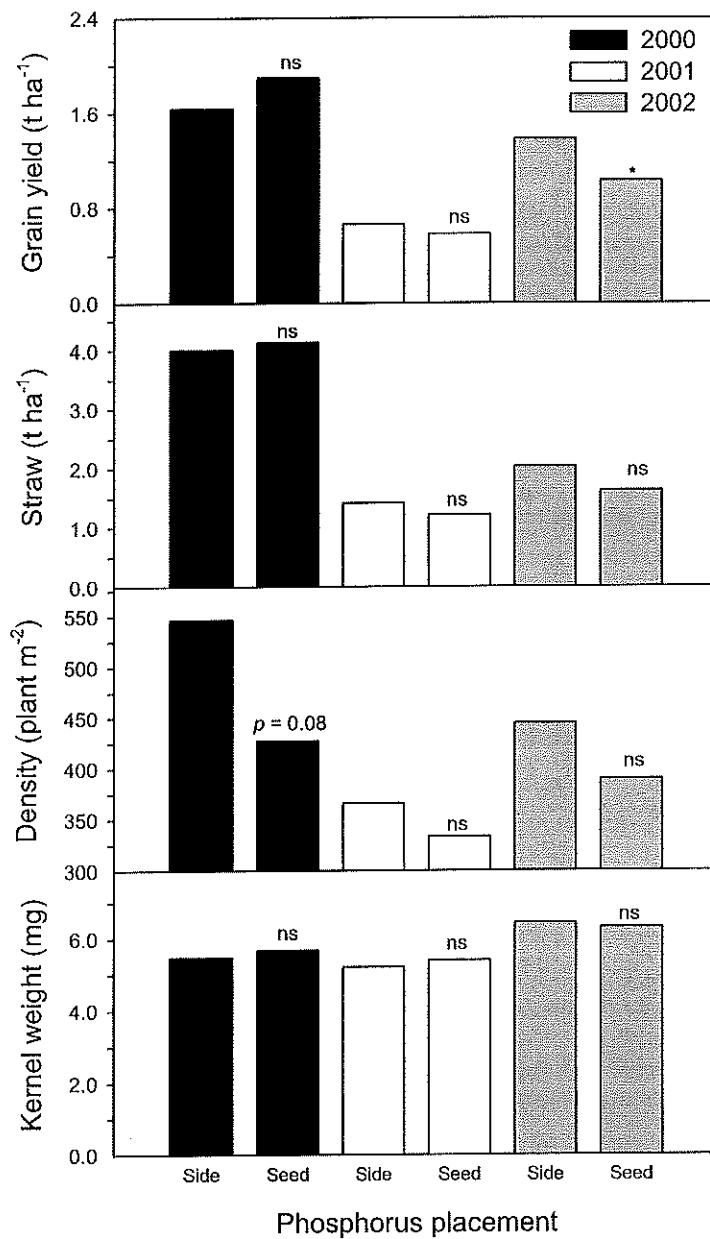 2.4
1.6
0.8
0.0
Grain yield (t ha⁻¹)
ns
ns
*
2000
2001
2002
4.0
3.0
2.0
1.0
0.0
Straw (t ha⁻¹)
ns
ns
ns
550
500
450
400
350
300
Density (plant m⁻²)
p = 0.08
ns
ns
6.0
4.0
2.0
0.0
Kernel weight (mg)
ns
ns
ns
Side Seed Side Seed Side Seed
Phosphorus placement